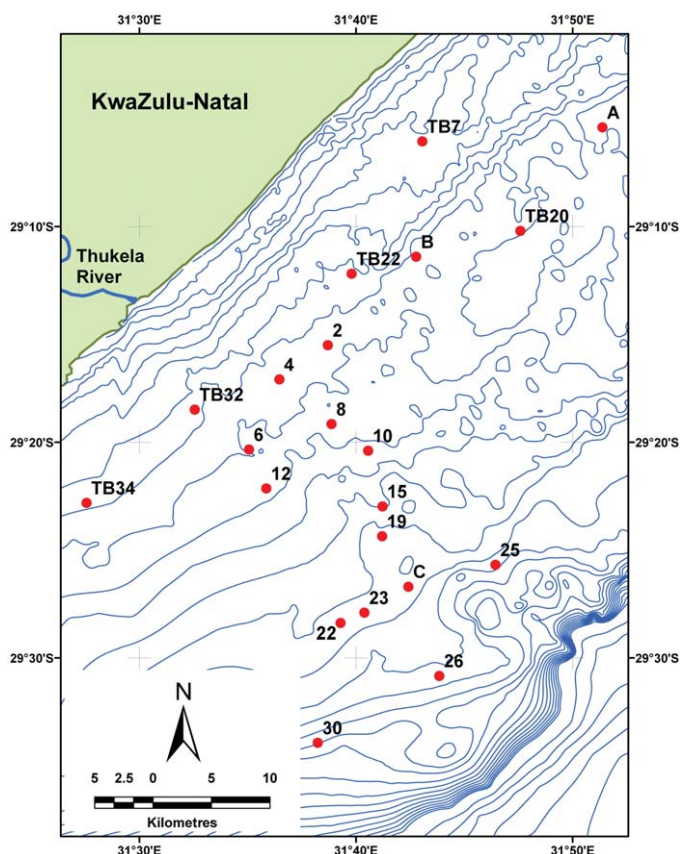 31°30'E 31°40'E 31°50'E
KwaZulu-Natal
A
TB7
29°10'S 29°10'S
TB20
B
Thukela
River
TB22
2
4
TB32
8
29°20'S 29°20'S
6
10
12
TB34
15
19
25
C
23
22
29°30'S 29°30'S
26
N
30
5 2.5 0 5 10
Kilometres
31°30'E 31°40'E 31°50'E